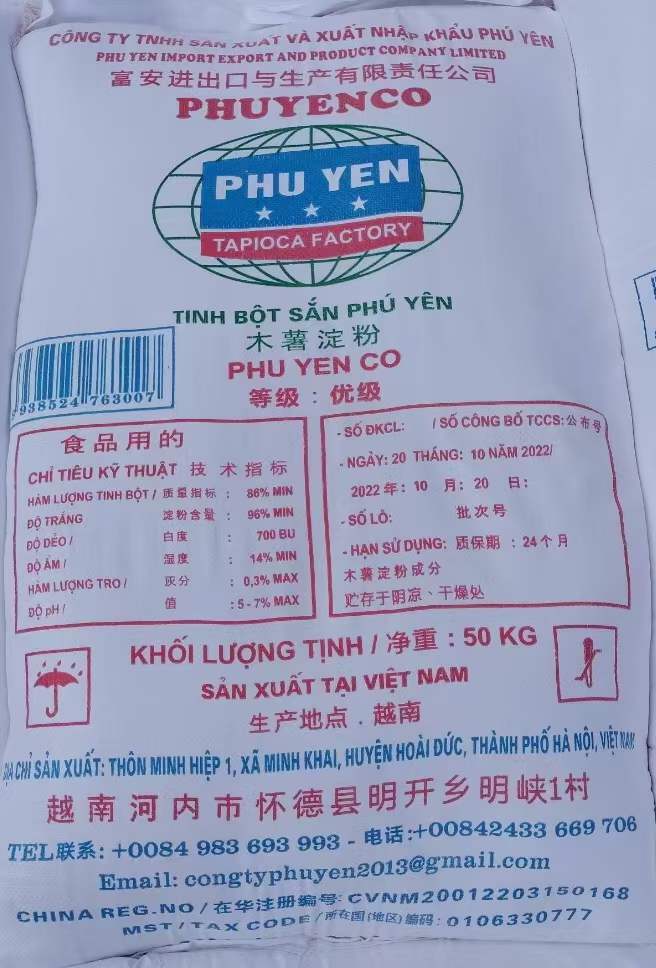 CÔNG TY TNHH SẢN XUẤT VÀ XUẤT NHẬP KHẨU PHÚ YÊN
PHU YEN IMPORT EXPORT AND PRODUCT COMPANY LIMITED
富安进出口与生产有限责任公司
PHUYENCO
PHU YEN
TAPIOCA FACTORY
TINH BỘT SẮN PHÚ YÊN
木薯淀粉
PHU YEN CO
等级：优级
938524 763007
食品用的
CHỈ TIÊU KỸ THUẬT 技术指标
HÀM LƯỢNG TINH BỘT / 质量指标 : 86% MIN
ĐỘ TRẮNG 淀粉含量 : 96% MIN
ĐỘ DẺO / 白度 : 700 BU
ĐỘ ẨM / 湿度 : 14% MIN
HÀM LƯỢNG TRO / 灰分 : 0,3% MAX
ĐỘ pH / 值 : 5 - 7% MAX
- SỐ ĐKCL: / SỐ CÔNG BỐ TCCS: 公布号
- NGÀY: 20 THÁNG: 10 NĂM 2022/
2022年: 10 月: 20 日:
- SỐ LÔ: 批次号
- HẠN SỬ DỤNG: 质保期 : 24个月
木薯淀粉成分
贮存于阴凉、干燥处
KHỐI LƯỢNG TỊNH / 净重 : 50 KG
SẢN XUẤT TẠI VIỆT NAM
生产地点 . 越南
ĐỊA CHỈ SẢN XUẤT: THÔN MINH HIỆP 1, XÃ MINH KHAI, HUYỆN HOÀI ĐỨC, THÀNH PHỐ HÀ NỘI, VIỆT NAM
越南河内市怀德县明开乡明峡1村
TEL联系: +0084 983 693 993 - 电话:+00842433 669 706
Email: congtyphuyen2013@gmail.com
CHINA REG.NO / 在华注册编号: CVNM20012203150168
MST / TAX CODE / 所在国(地区)编码: 0106330777